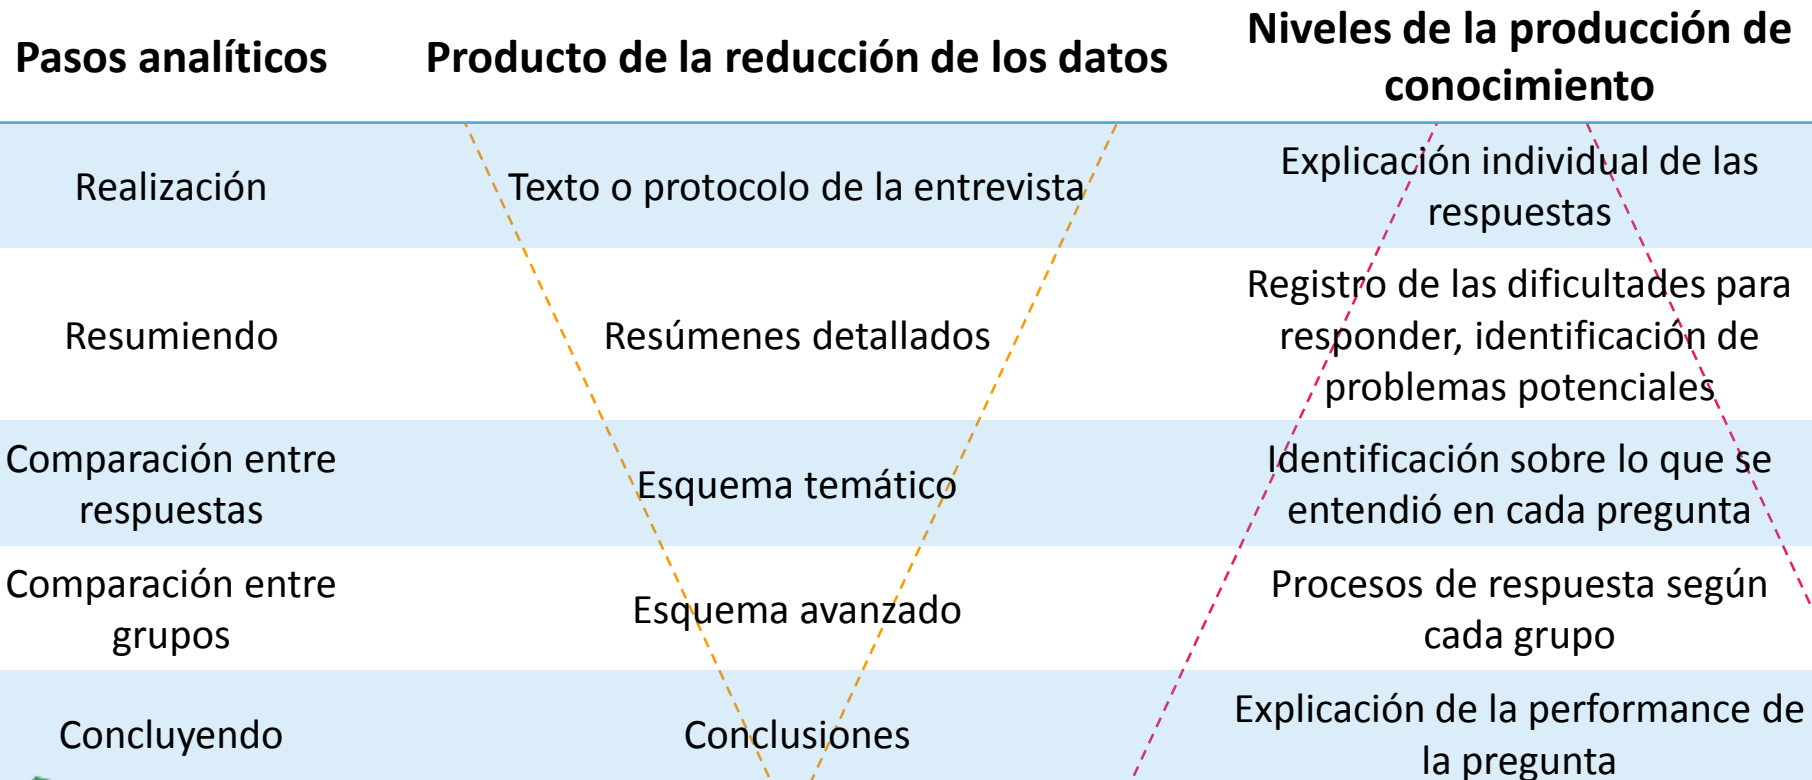 Pasos analíticos
Producto de la reducción de los datos
Niveles de la producción de
conocimiento
Realización
Texto o protocolo de la entrevista
Explicación individual de las
respuestas
Resumiendo
Resúmenes detallados
Registro de las dificultades para
responder, identificación de
problemas potenciales
Comparación entre
respuestas
Esquema temático
Identificación sobre lo que se
entendió en cada pregunta
Comparación entre
grupos
Esquema avanzado
Procesos de respuesta según
cada grupo
Concluyendo
Conclusiones
Explicación de la performance de
la pregunta